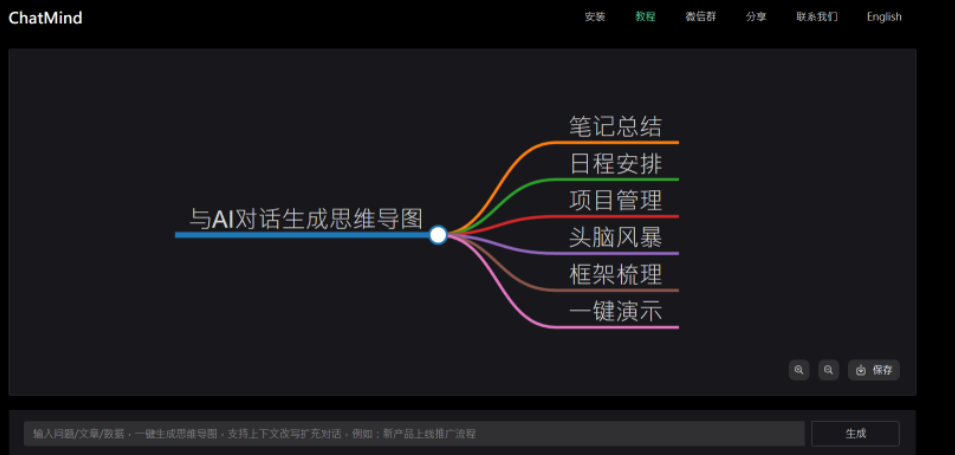 ChatMind
安装 教程 微信群 分享 联系我们 English
与AI对话生成思维导图
笔记总结
日程安排
项目管理
头脑风暴
框架梳理
一键演示
保存
输入问题/文章/数据，一键生成思维导图，支持上下文改写扩充对话，例如：新产品上线推广流程
生成